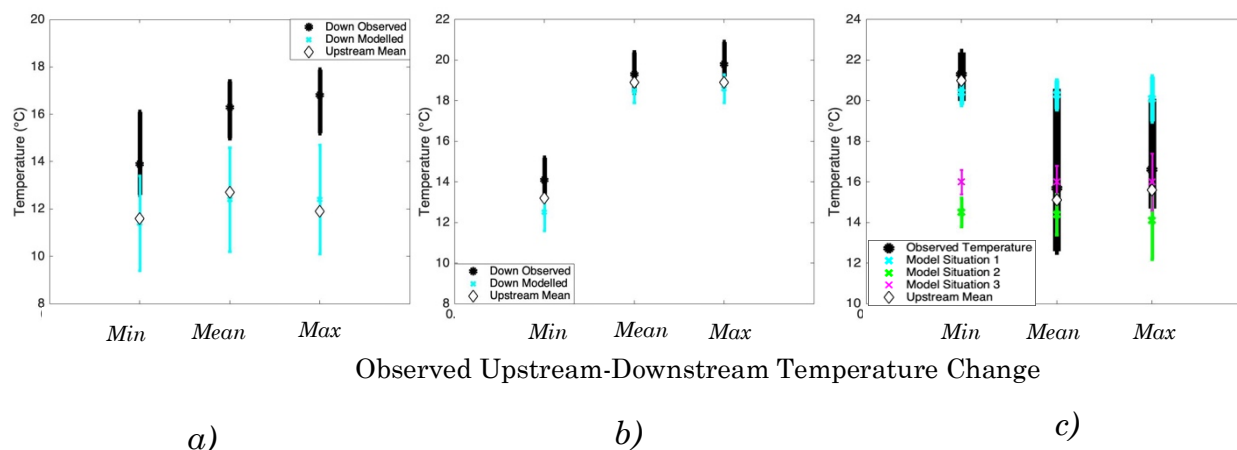 20
18
16
14
12
10
8
Temperature (°C)
Down Observed
Down Modelled
Upstream Mean
Min
Mean
Max
22
20
18
16
14
12
10
8
0.
Temperature (°C)
Down Observed
Down Modelled
Upstream Mean
Min
Mean
Max
24
22
20
18
16
14
12
10
0
Temperature (°C)
Observed Temperature
Model Situation 1
Model Situation 2
Model Situation 3
Upstream Mean
Min
Mean
Max
Observed Upstream-Downstream Temperature Change
a)
b)
c)